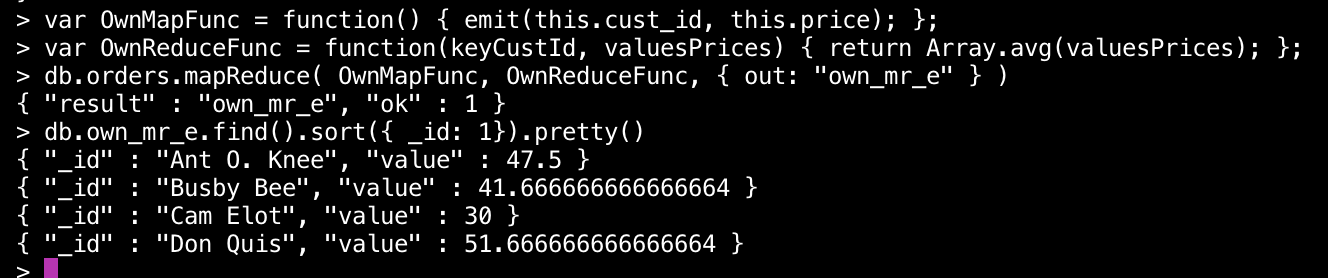 > var OwnMapFunc = function() { emit(this.cust_id, this.price); };
> var OwnReduceFunc = function(keyCustId, valuesPrices) { return Array.avg(valuesPrices); };
> db.orders.mapReduce( OwnMapFunc, OwnReduceFunc, { out: "own_mr_e" } )
{ "result" : "own_mr_e", "ok" : 1 }
> db.own_mr_e.find().sort({ _id: 1}).pretty()
{ "_id" : "Ant O. Knee", "value" : 47.5 }
{ "_id" : "Busby Bee", "value" : 41.666666666666664 }
{ "_id" : "Cam Elot", "value" : 30 }
{ "_id" : "Don Quis", "value" : 51.666666666666664 }
>